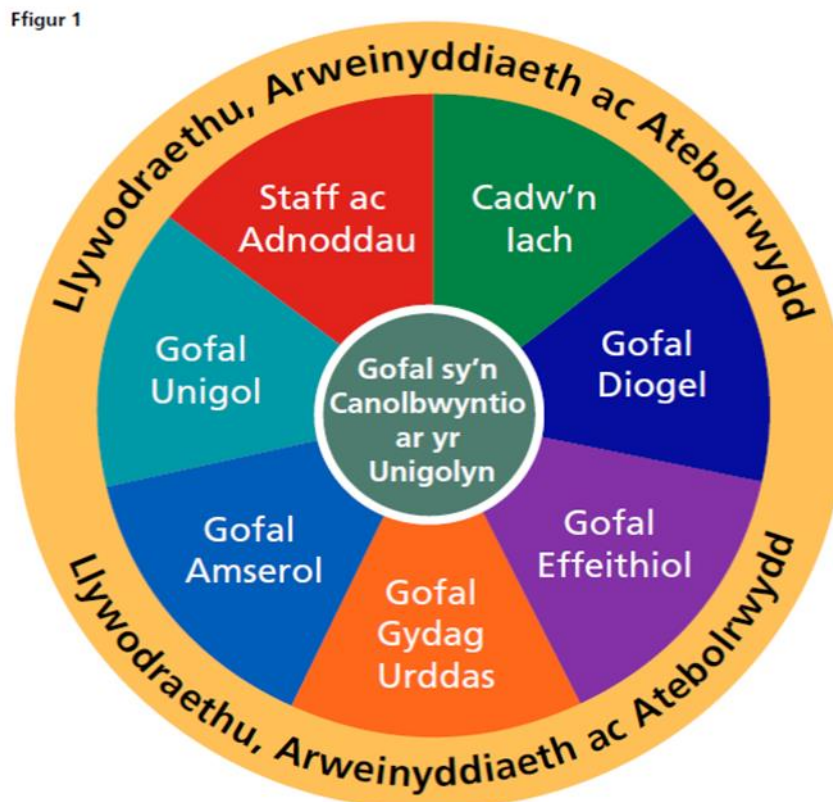 Ffigur 1
Llywodraethu, Arweinyddiaeth ac Atebolrwydd
Staff ac
Adnoddau
Cadw’n
Iach
Gofal
Unigol
Gofal
Diogel
Gofal sy’n
Canolbwyntio
ar yr
Unigolyn
Gofal
Amserol
Gofal
Effeithiol
Gofal
Gydag
Urddas
Llywodraethu, Arweinyddiaeth ac Atebolrwydd